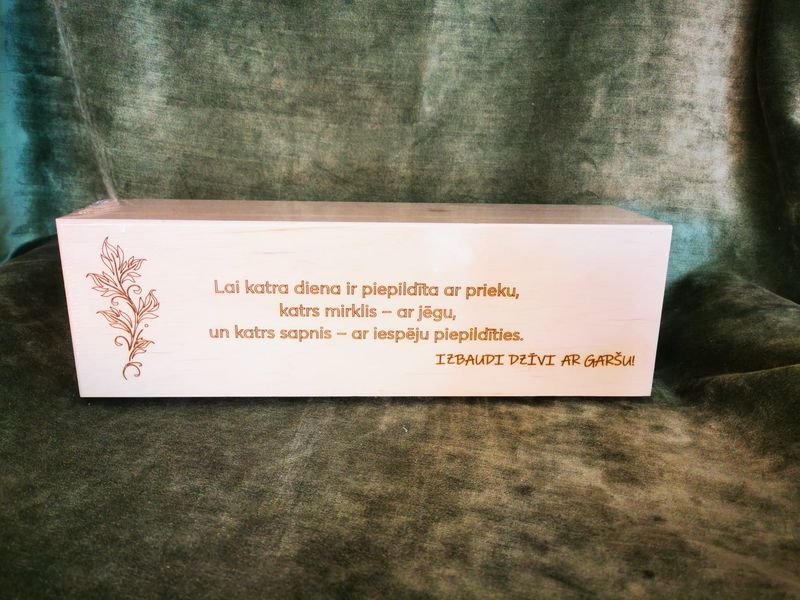 Lai katra diena ir piepildīta ar prieku,
katrs mirklis – ar jēgu,
un katrs sapnis – ar iespēju piepildīties.
IZBAUDI DZĪVI AR GARŠU!